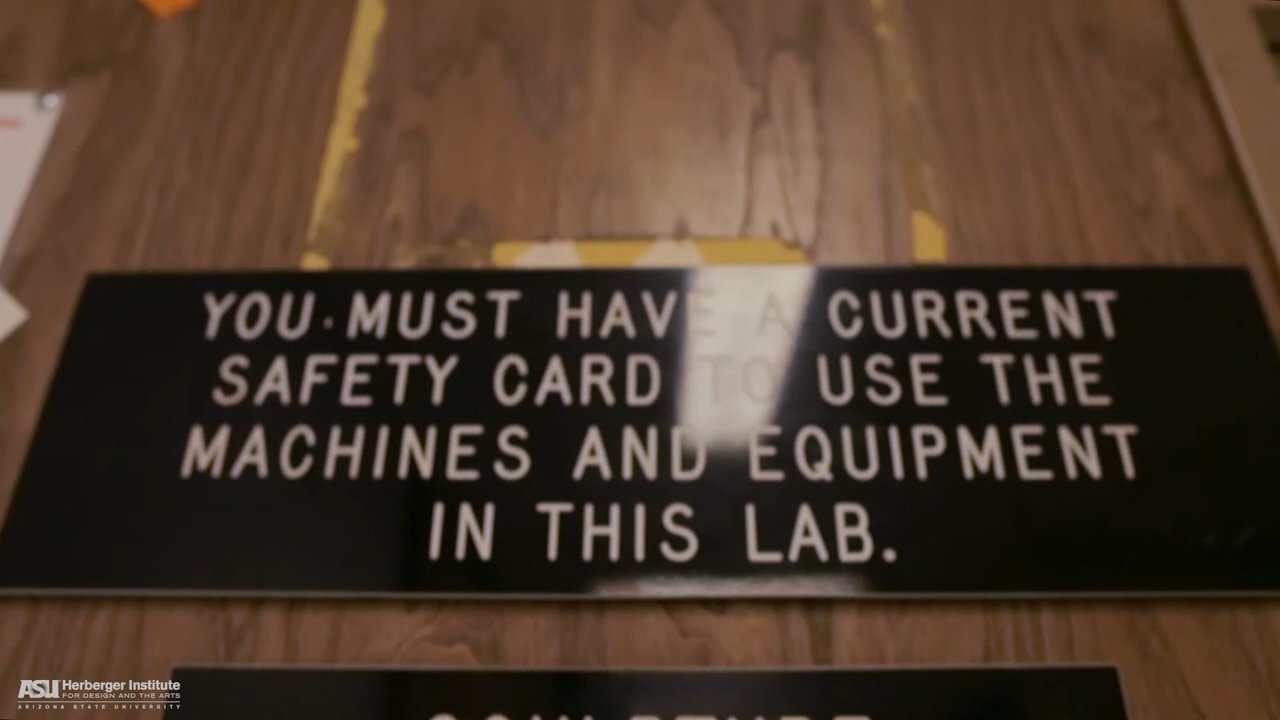 YOU MUST HAVE A CURRENT
SAFETY CARD TO USE THE
MACHINES AND EQUIPMENT
IN THIS LAB.
ASU Herberger Institute
FOR DESIGN AND THE ARTS
ARIZONA STATE UNIVERSITY